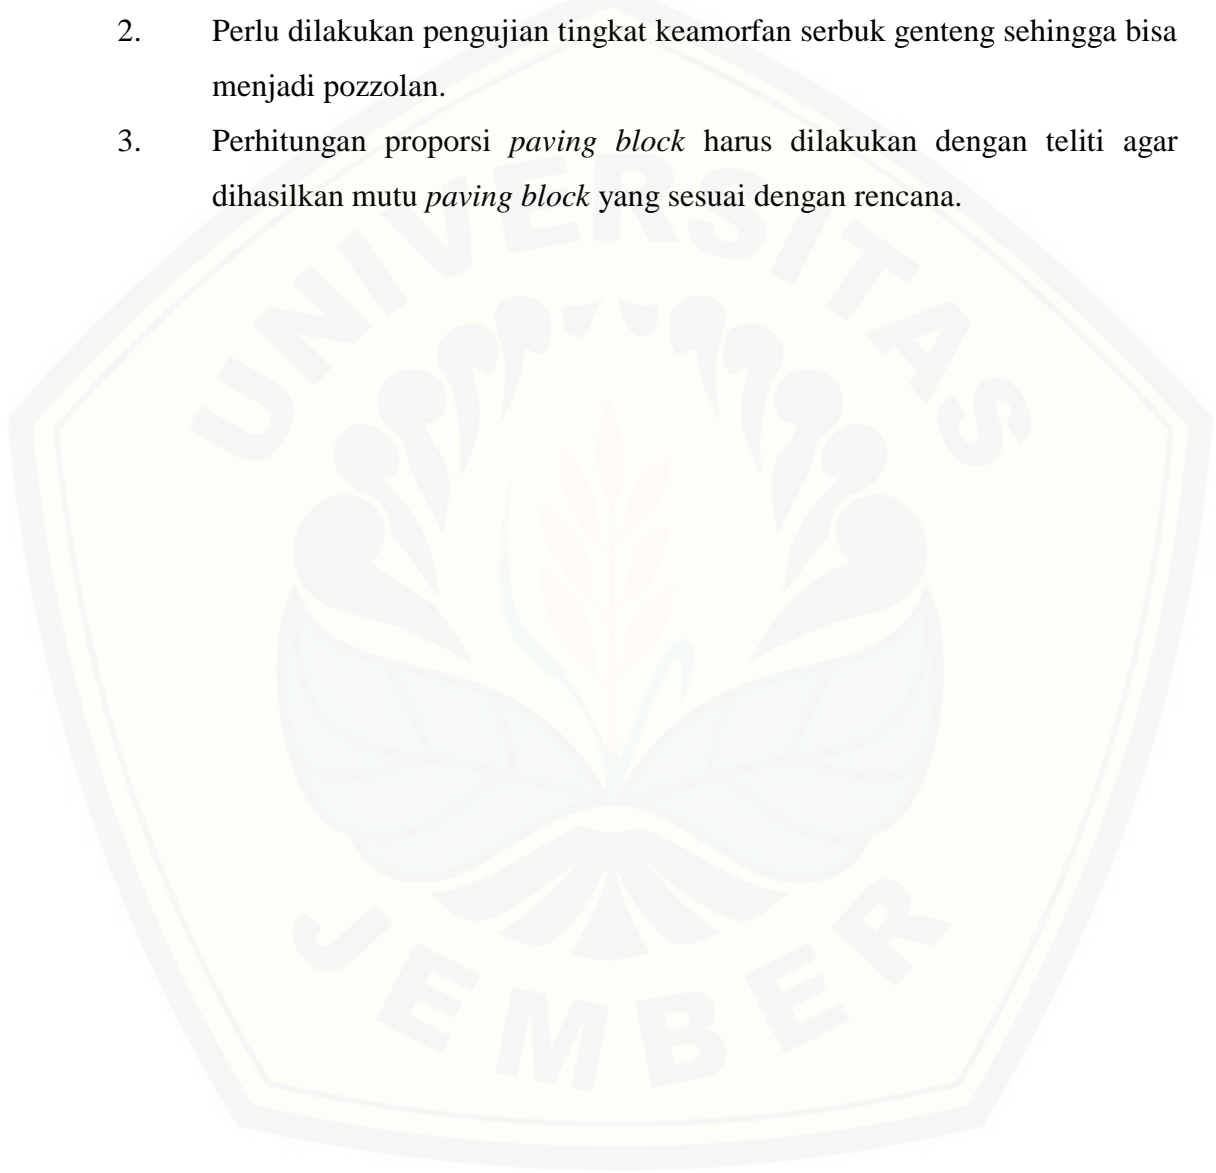 2. Perlu dilakukan pengujian tingkat keamorfan serbuk genteng sehingga bisa
menjadi pozzolan.
3. Perhitungan proporsi paving block harus dilakukan dengan teliti agar
dihasilkan mutu paving block yang sesuai dengan rencana.
UNIVERSITAS
JEMBER